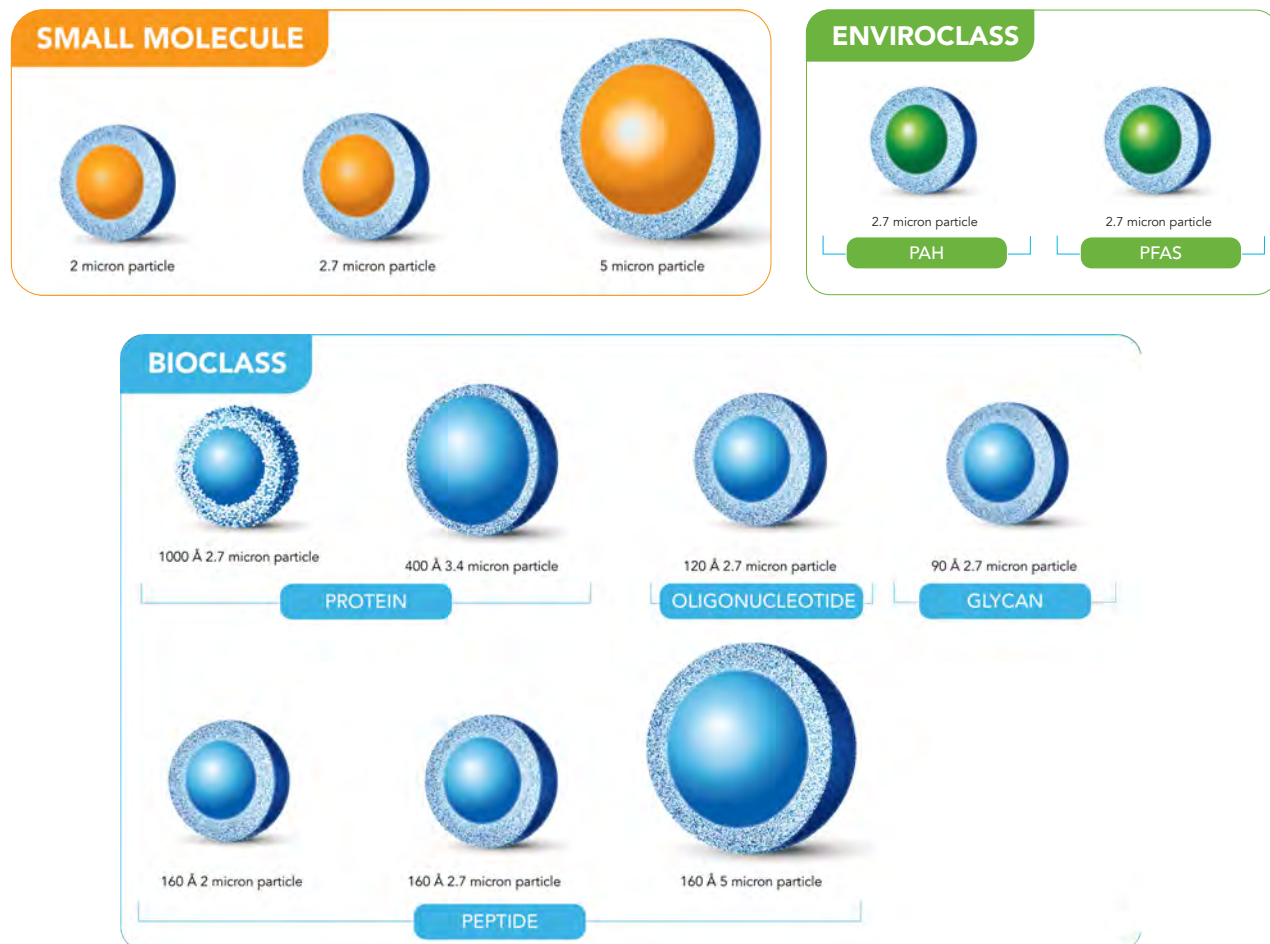 SMALL MOLECULE
2 micron particle
2.7 micron particle
5 micron particle
ENVIROCLASS
2.7 micron particle
2.7 micron particle
PAH
PFAS
BIOCLASS
1000 Å 2.7 micron particle
400 Å 3.4 micron particle
120 Å 2.7 micron particle
90 Å 2.7 micron particle
PROTEIN
OLIGONUCLEOTIDE
GLYCAN
160 Å 2 micron particle
160 Å 2.7 micron particle
160 Å 5 micron particle
PEPTIDE